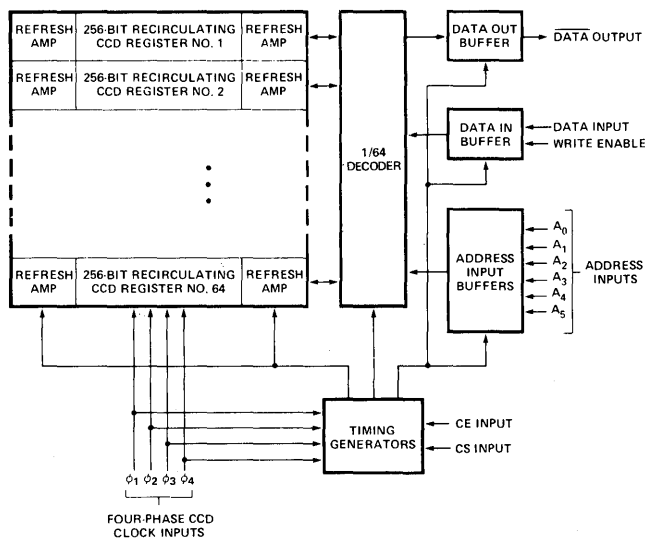 REFRESH AMP
256-BIT RECIRCULATING CCD REGISTER NO. 1
REFRESH AMP
REFRESH AMP
256-BIT RECIRCULATING CCD REGISTER NO. 2
REFRESH AMP
REFRESH AMP
256-BIT RECIRCULATING CCD REGISTER NO. 64
REFRESH AMP
1/64 DECODER
DATA OUT BUFFER
DATA OUTPUT
DATA IN BUFFER
DATA INPUT
WRITE ENABLE
ADDRESS INPUT BUFFERS
A0
A1
A2
A3
A4
A5
ADDRESS INPUTS
TIMING GENERATORS
CE INPUT
CS INPUT
ϕ1 ϕ2 ϕ3 ϕ4
FOUR-PHASE CCD
CLOCK INPUTS